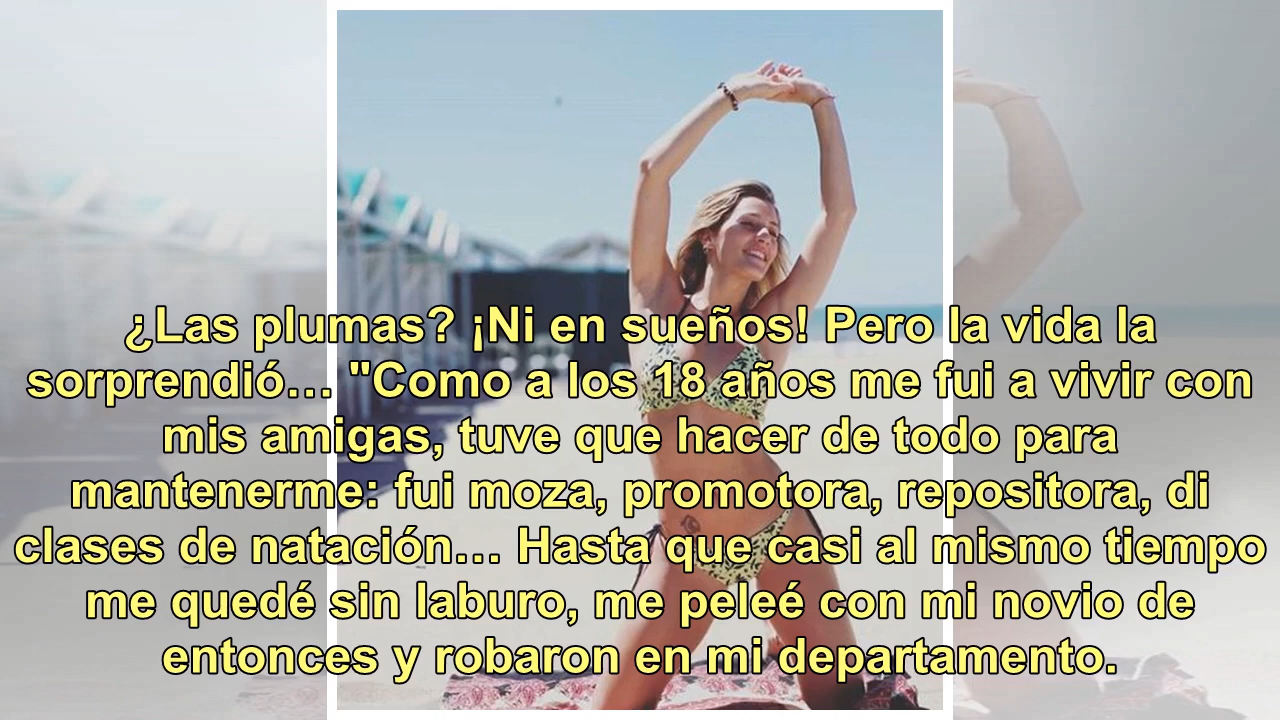 ¿Las plumas? ¡Ni en sueños! Pero la vida la
sorprendió... "Como a los 18 años me fui a vivir con
mis amigas, tuve que hacer de todo para
mantenerme: fui moza, promotora, repositora, di
clases de natación... Hasta que casi al mismo tiempo
me quedé sin laburo, me peleé con mi novio de
entonces y robaron en mi departamento.